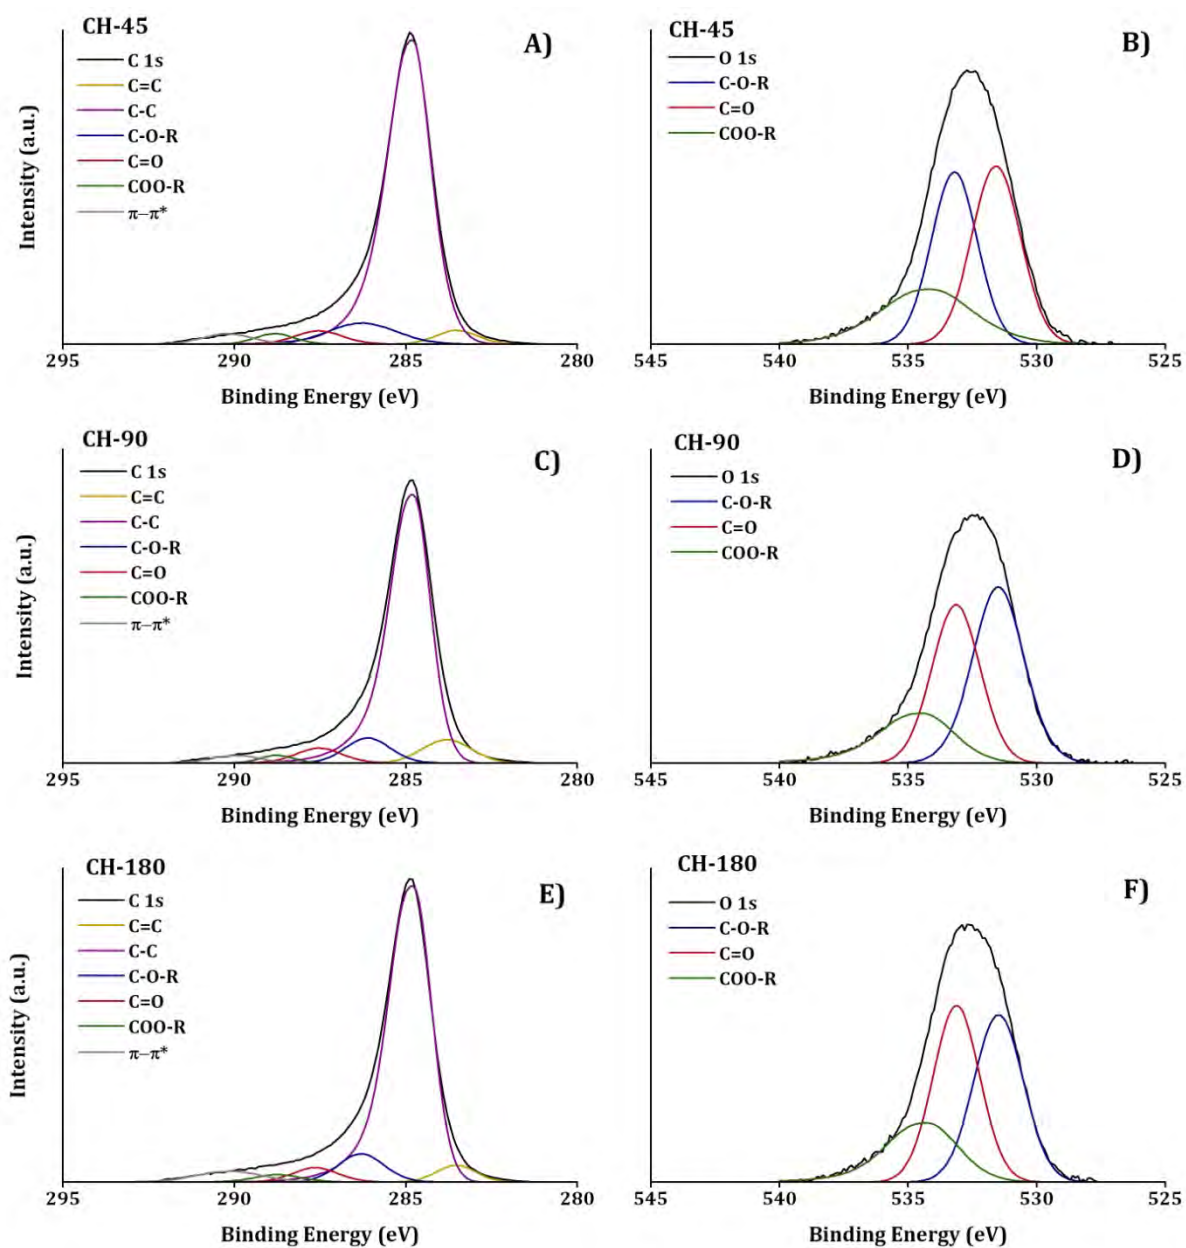 CH-45
A)
C 1s
C=C
C-C
C-O-R
C=O
COO-R
π–π*
Intensity (a.u.)
295 290 285 280
Binding Energy (eV)
CH-45
B)
O 1s
C-O-R
C=O
COO-R
545 540 535 530 525
Binding Energy (eV)
CH-90
C)
C 1s
C=C
C-C
C-O-R
C=O
COO-R
π–π*
Intensity (a.u.)
295 290 285 280
Binding Energy (eV)
CH-90
D)
O 1s
C-O-R
C=O
COO-R
545 540 535 530 525
Binding Energy (eV)
CH-180
E)
C 1s
C=C
C-C
C-O-R
C=O
COO-R
π–π*
Intensity (a.u.)
295 290 285 280
Binding Energy (eV)
CH-180
F)
O 1s
C-O-R
C=O
COO-R
545 540 535 530 525
Binding Energy (eV)